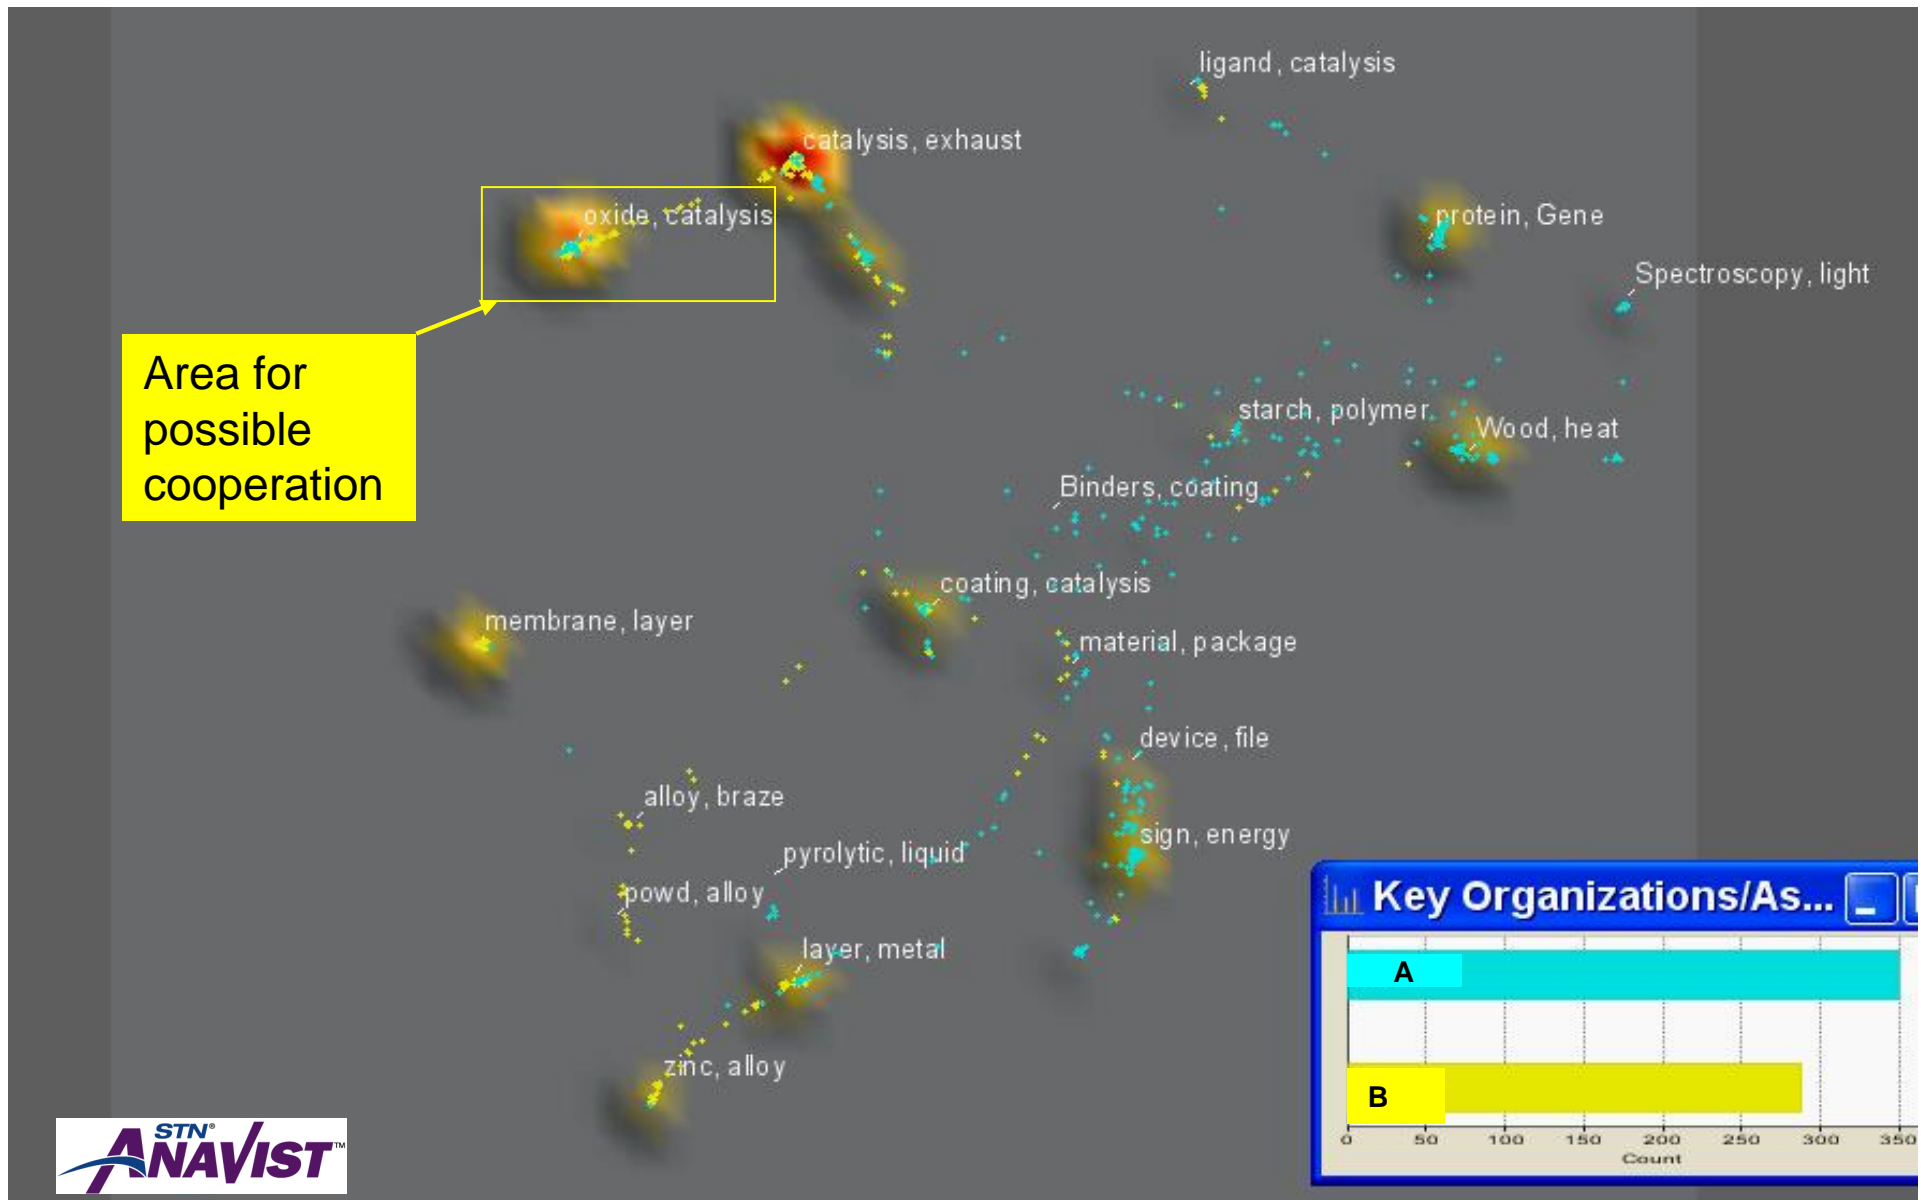 ligand, catalysis
catalysis, exhaust
oxide, catalysis
protein, Gene
Spectroscopy, light
Area for
possible
cooperation
starch, polymer
Wood, heat
Binders, coating
coating, catalysis
membrane, layer
material, package
device, file
alloy, braze
sign, energy
pyrolytic, liquid
powd, alloy
layer, metal
zinc, alloy
Key Organizations/As...
A
B
0 50 100 150 200 250 300 350
Count
STN®
ANAVIST™